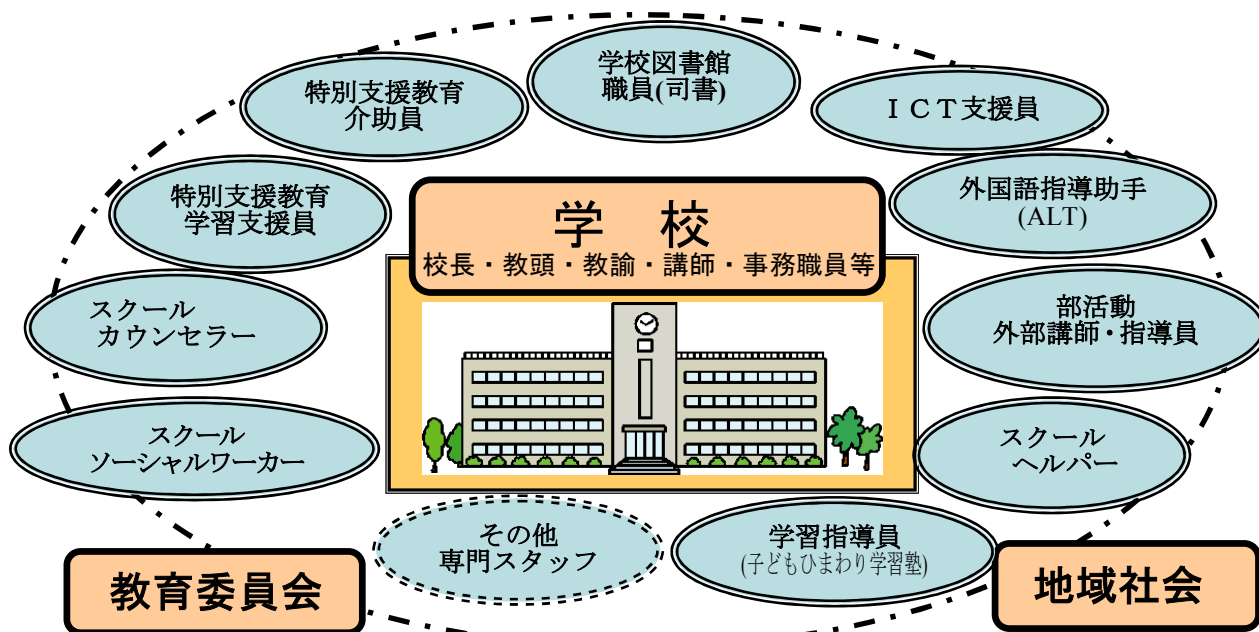 学校図書館
職員(司書)
特別支援教育
介助員
ＩＣＴ支援員
特別支援教育
学習支援員
外国語指導助手
(ALT)
学　校
校長・教頭・教諭・講師・事務職員等
スクール
カウンセラー
部活動
外部講師・指導員
スクール
ソーシャルワーカー
スクール
ヘルパー
その他
専門スタッフ
学習指導員
(子どもひまわり学習塾)
教育委員会
地域社会